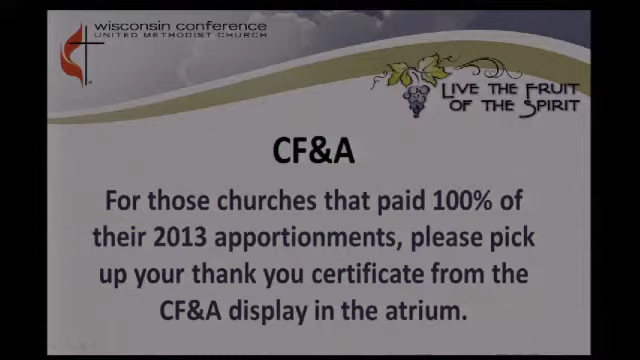 wisconsin conference
UNITED METHODIST CHURCH
LIVE THE FRUIT
OF THE SPIRIT
CF&A
For those churches that paid 100% of
their 2013 apportionments, please pick
up your thank you certificate from the
CF&A display in the atrium.